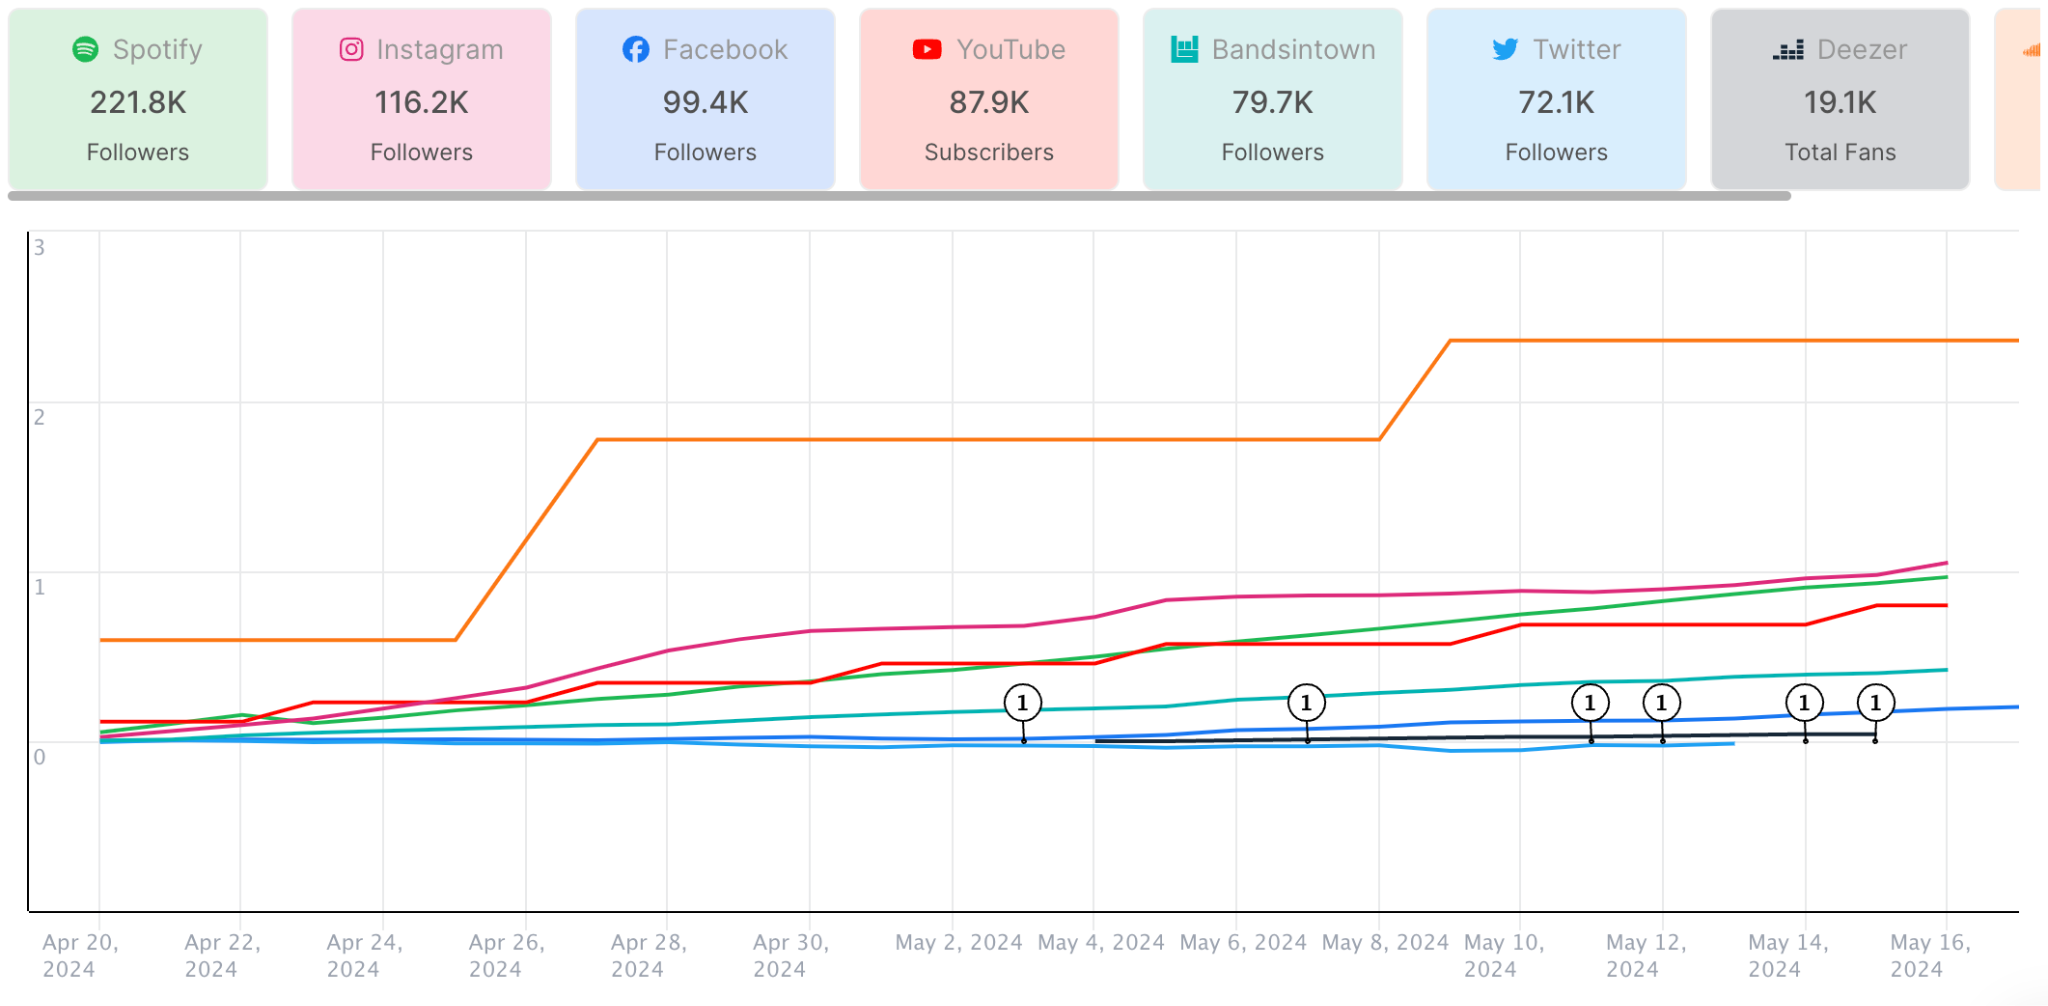 Spotify
221.8K
Followers
Instagram
116.2K
Followers
Facebook
99.4K
Followers
YouTube
87.9K
Subscribers
Bandsintown
79.7K
Followers
Twitter
72.1K
Followers
Deezer
19.1K
Total Fans
3
2
1
0
1
1
1
1
1
1
Apr 20,
2024
Apr 22,
2024
Apr 24,
2024
Apr 26,
2024
Apr 28,
2024
Apr 30,
2024
May 2, 2024
May 4, 2024
May 6, 2024
May 8, 2024
May 10,
2024
May 12,
2024
May 14,
2024
May 16,
2024